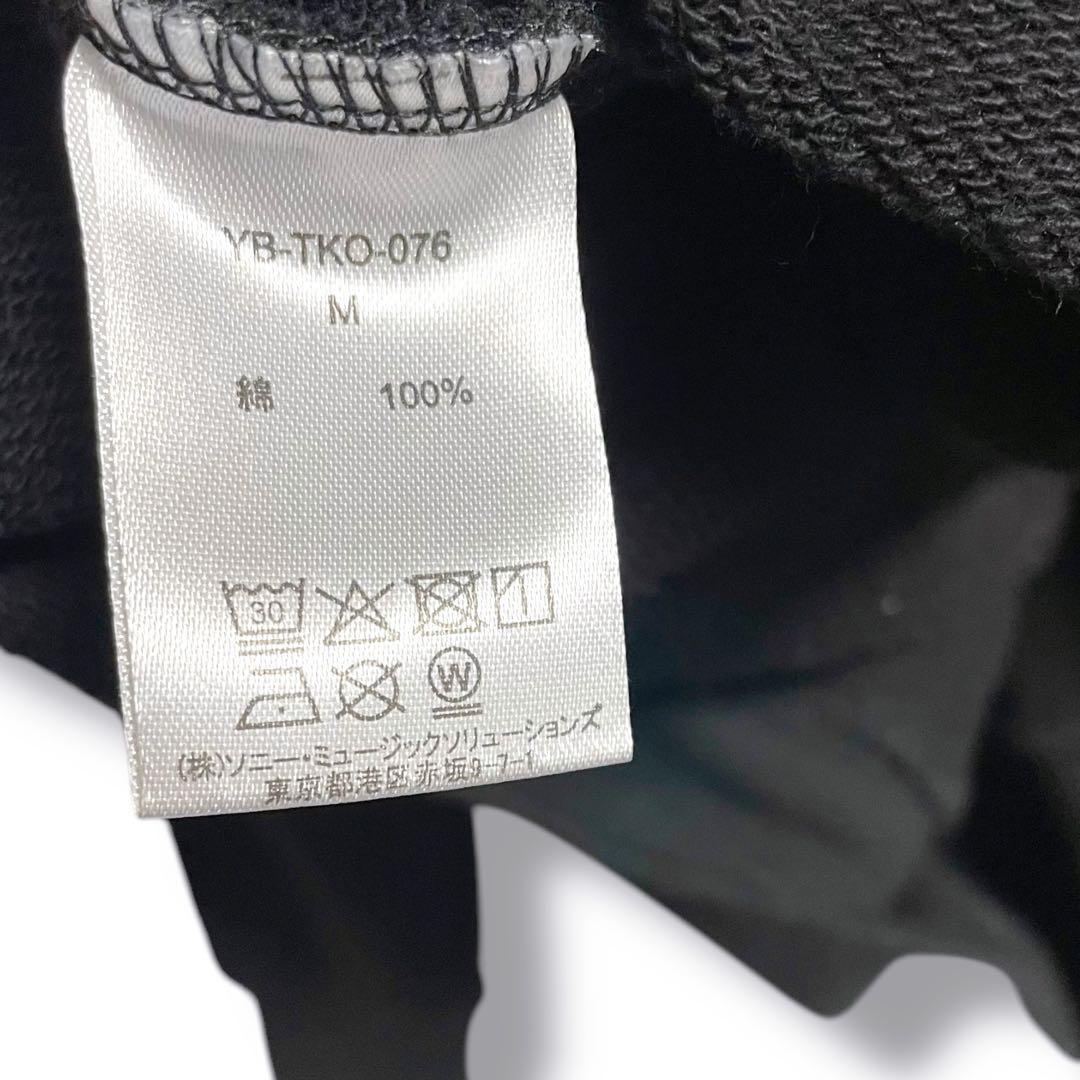 YB-TKO-076
M
綿 100%
30
W
(株)ソニー・ミュージックソリューションズ
東京都港区赤坂9-7-1